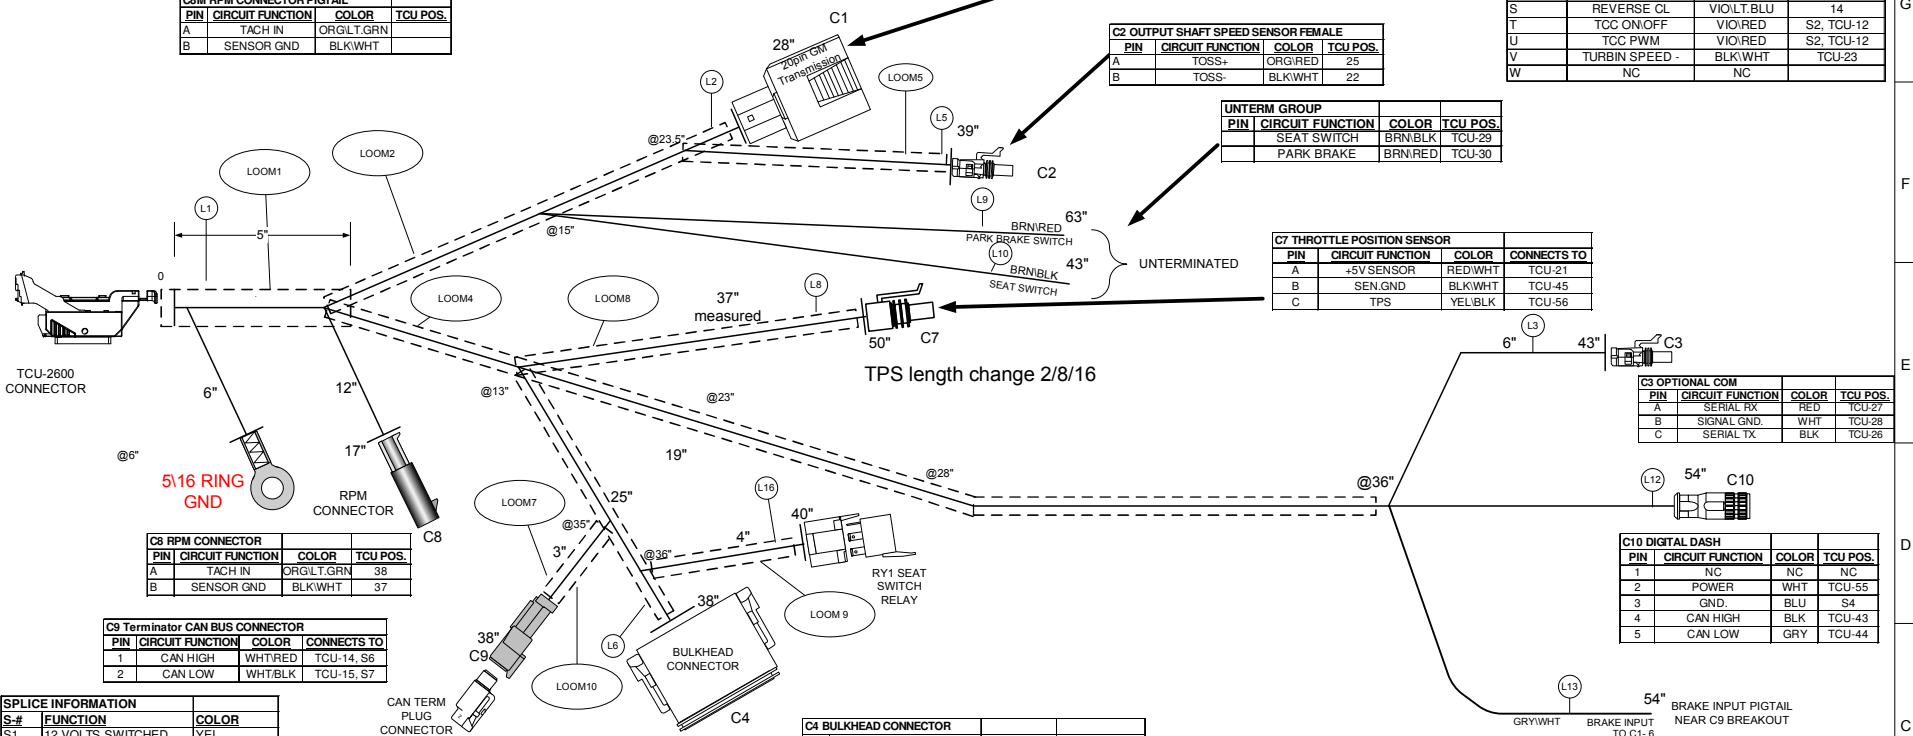 C8M RPM CONNECTOR PIGTAIL
PIN CIRCUIT FUNCTION COLOR TCU POS.
A TACH IN ORG\LT.GRN
B SENSOR GND BLK\WHT
S REVERSE CL VIO\LT.BLU 14
T TCC ON\OFF VIO\RED S2, TCU-12
U TCC PWM VIO\RED S2, TCU-12
V TURBIN SPEED - BLK\WHT TCU-23
W NC NC
G
C1
28"
20pin GM
Transmission
C2 OUTPUT SHAFT SPEED SENSOR FEMALE
PIN CIRCUIT FUNCTION COLOR TCU POS.
A TOSS+ ORG\RED 25
B TOSS- BLK\WHT 22
L2
LOOM5
L5
39"
C2
@23.5"
UNTERM GROUP
PIN CIRCUIT FUNCTION COLOR TCU POS.
SEAT SWITCH BRN\BLK TCU-29
PARK BRAKE BRN\RED TCU-30
LOOM2
LOOM1
L1
5"
0
F
L9
BRN\RED 63"
PARK BRAKE SWITCH
@15"
L10
BRN\BLK 43"
SEAT SWITCH
UNTERMINATED
C7 THROTTLE POSITION SENSOR
PIN CIRCUIT FUNCTION COLOR CONNECTS TO
A +5V SENSOR RED\WHT TCU-21
B SEN.GND BLK\WHT TCU-45
C TPS YEL\BLK TCU-56
LOOM4
LOOM8
37"
measured
L8
50"
C7
TPS length change 2/8/16
TCU-2600
CONNECTOR
6"
12"
@13"
@23"
L3
6"
43"
C3
E
C3 OPTIONAL COM
PIN CIRCUIT FUNCTION COLOR TCU POS.
A SERIAL RX RED TCU-27
B SIGNAL GND. WHT TCU-28
C SERIAL TX BLK TCU-26
@6"
17"
19"
5\16 RING
GND
RPM
CONNECTOR
C8
@28"
@36"
L12
54"
C10
LOOM7
25"
L16
40"
@35"
3"
@36"
4"
RY1 SEAT
SWITCH
RELAY
D
C8 RPM CONNECTOR
PIN CIRCUIT FUNCTION COLOR TCU POS.
A TACH IN ORG\LT.GRN 38
B SENSOR GND BLK\WHT 37
C10 DIGITAL DASH
PIN CIRCUIT FUNCTION COLOR TCU POS.
1 NC NC NC
2 POWER WHT TCU-55
3 GND. BLU S4
4 CAN HIGH BLK TCU-43
5 CAN LOW GRY TCU-44
38"
LOOM 9
L6
C9 Terminator CAN BUS CONNECTOR
PIN CIRCUIT FUNCTION COLOR CONNECTS TO
1 CAN HIGH WHT\RED TCU-14, S6
2 CAN LOW WHT/BLK TCU-15, S7
38"
C9
BULKHEAD
CONNECTOR
LOOM10
CAN TERM
PLUG
CONNECTOR
C4
L13
54"
GRY\WHT
BRAKE INPUT
TO C1- 6
BRAKE INPUT PIGTAIL
NEAR C9 BREAKOUT
C
SPLICE INFORMATION
S-# FUNCTION COLOR
S1 12 VOLTS SWITCHED YEL
C4 BULKHEAD CONNECTOR